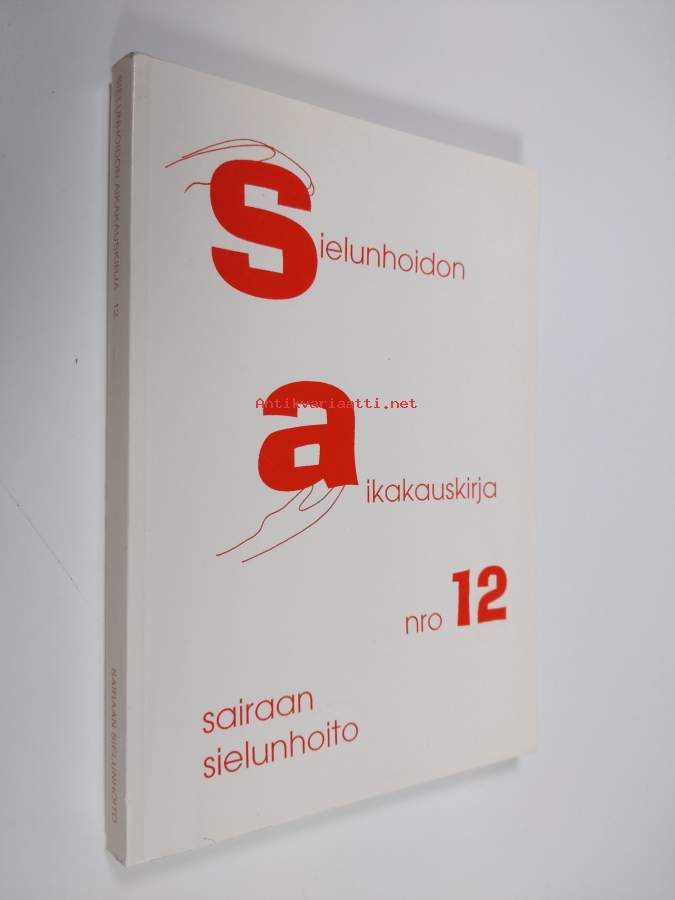 SIELUNHOIDON AIKAKAUSKIRJA 12
SAIRAAN SIELUNHOITO
Sielunhoidon
Antikvariaatti.net
aikakauskirja
nro 12
sairaan
sielunhoito